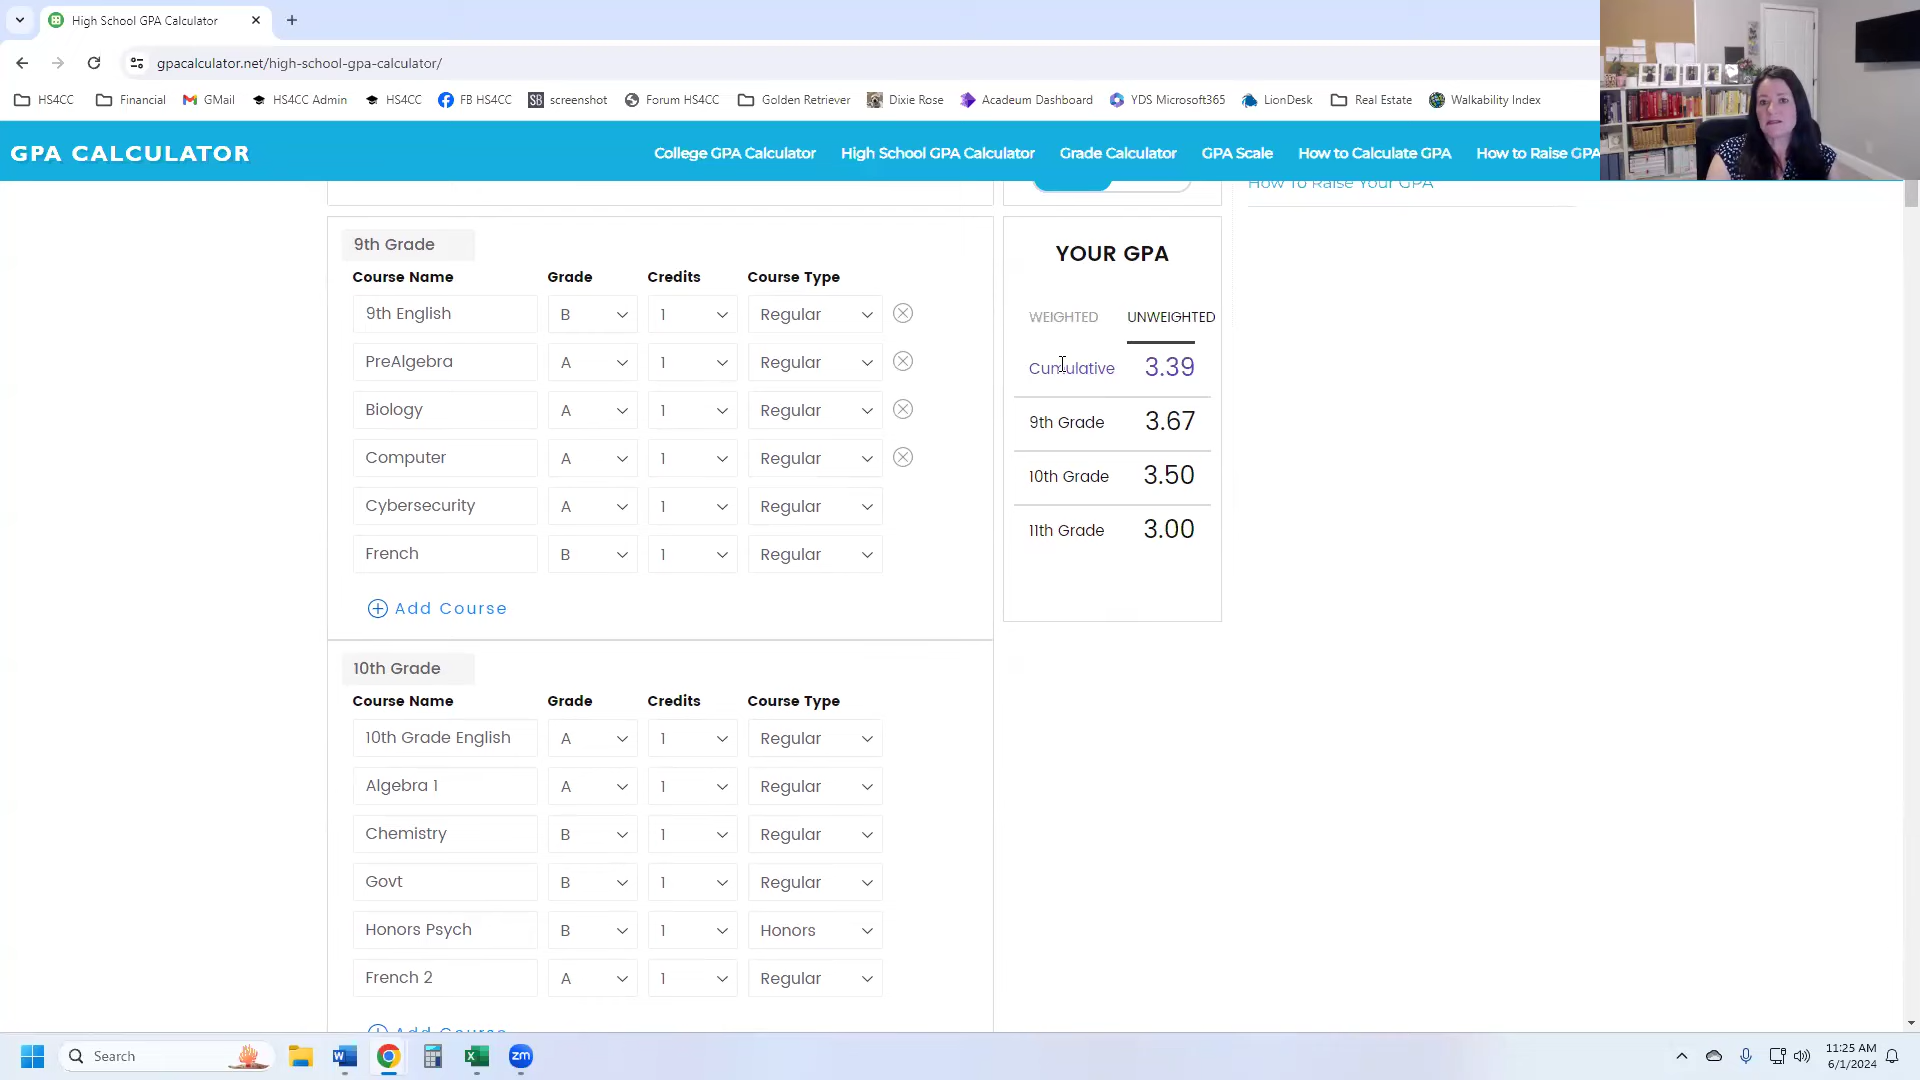 High School GPA Calculator
gpacalculator.net/high-school-gpa-calculator/
HS4CC Financial GMail HS4CC Admin HS4CC FB HS4CC SB screenshot Forum HS4CC Golden Retriever Dixie Rose Acadeum Dashboard YDS Microsoft365 LionDesk Real Estate Walkability Index
GPA CALCULATOR College GPA Calculator High School GPA Calculator Grade Calculator GPA Scale How to Calculate GPA How to Raise GPA
How To Raise Your GPA
9th Grade
Course Name Grade Credits Course Type
9th English B 1 Regular
PreAlgebra A 1 Regular
Biology A 1 Regular
Computer A 1 Regular
Cybersecurity A 1 Regular
French B 1 Regular
Add Course
YOUR GPA
WEIGHTED UNWEIGHTED
Cumulative 3.39
9th Grade 3.67
10th Grade 3.50
11th Grade 3.00
10th Grade
Course Name Grade Credits Course Type
10th Grade English A 1 Regular
Algebra 1 A 1 Regular
Chemistry B 1 Regular
Govt B 1 Regular
Honors Psych B 1 Honors
French 2 A 1 Regular
Add Course
Search
zm
11:25 AM
6/1/2024